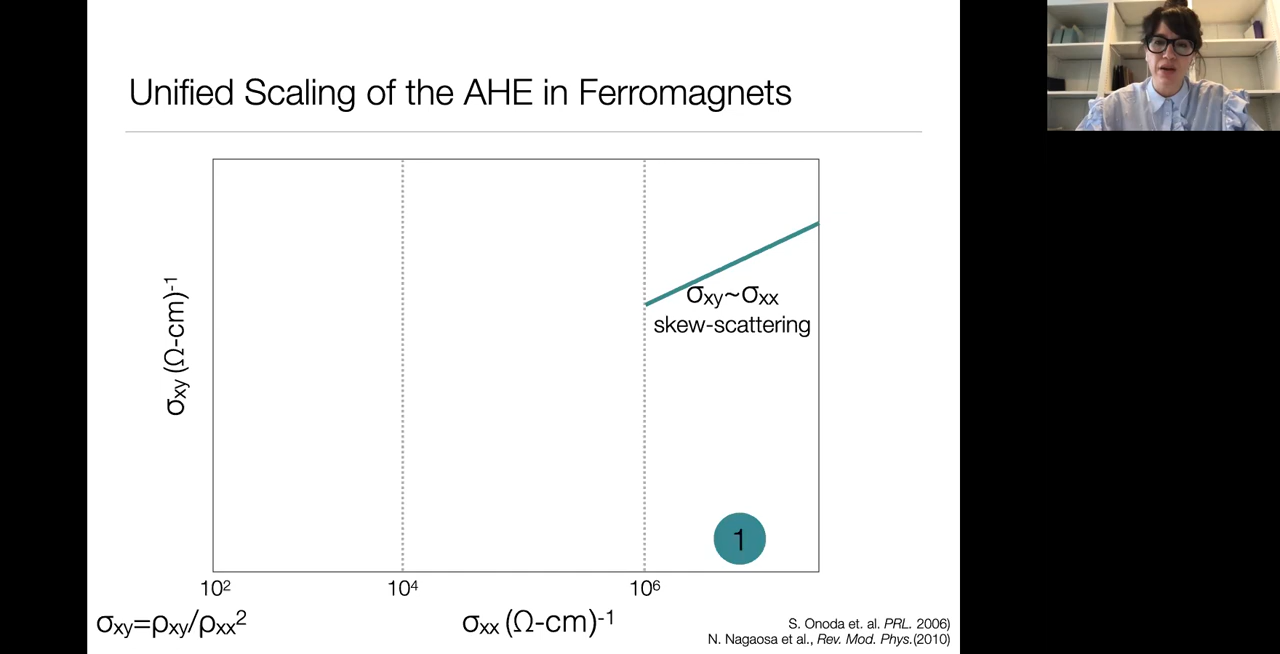 Unified Scaling of the AHE in Ferromagnets
σxy (Ω-cm)⁻¹
σxy~σxx
skew-scattering
1
10² 10⁴ 10⁶
σxy=ρxy/ρxx²
σxx (Ω-cm)⁻¹
S. Onoda et. al. PRL. 2006)
N. Nagaosa et al., Rev. Mod. Phys.(2010)